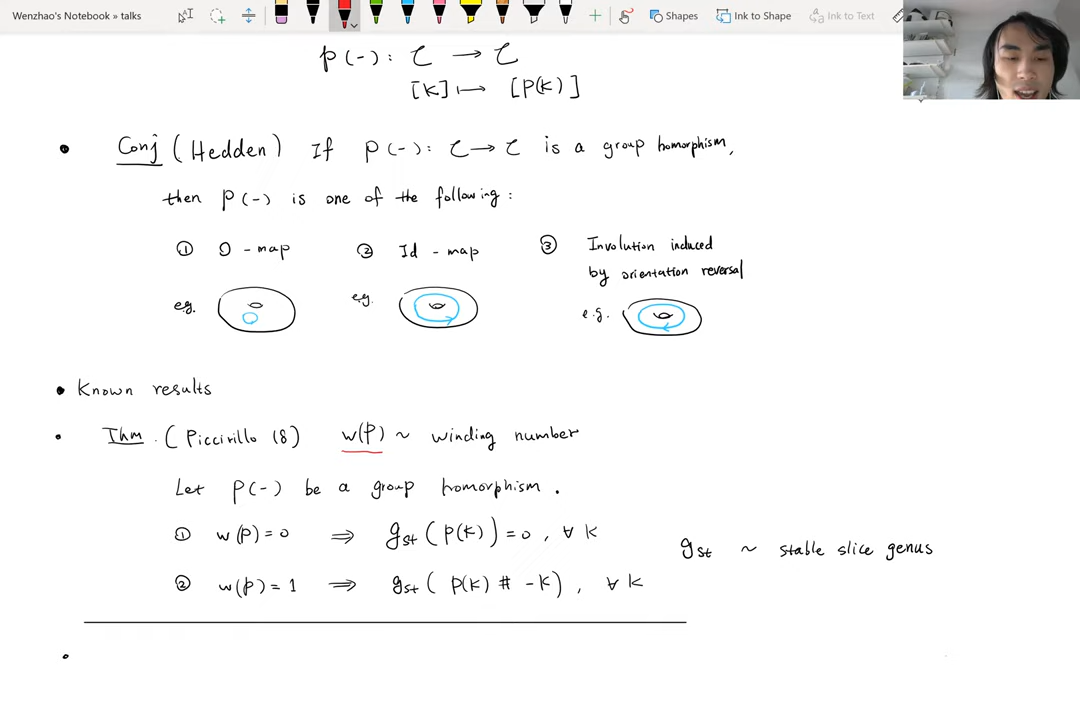 Wenzhao's Notebook » talks
Shapes
Ink to Shape
Ink to Text
P(-): C → C
[K] ↦ [P(K)]
• Conj (Hedden) If P(-): C → C is a group homomorphism,
then P(-) is one of the following:
① 0 - map ② Id - map ③ Involution induced
by orientation reversal
e.g. e.g. e.g.
• Known results
• Thm. (Piccirillo 18) w(P) ~ winding number
Let P(-) be a group homomorphism.
① w(P)=0 ⇒ gst (P(K))=0, ∀ K
gst ~ stable slice genus
② w(P)=1 ⇒ gst ( P(K) # -K), ∀ K
•